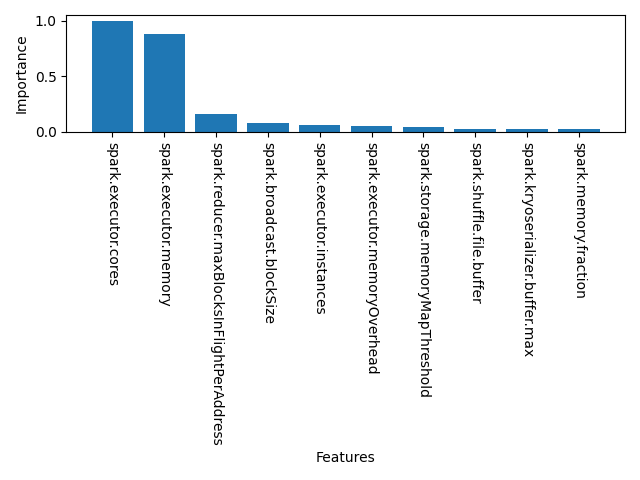 Importance
1.0
0.5
0.0
spark.executor.cores
spark.executor.memory
spark.reducer.maxBlocksInFlightPerAddress
spark.broadcast.blockSize
spark.executor.instances
spark.executor.memoryOverhead
spark.storage.memoryMapThreshold
spark.shuffle.file.buffer
spark.kryoserializer.buffer.max
spark.memory.fraction
Features